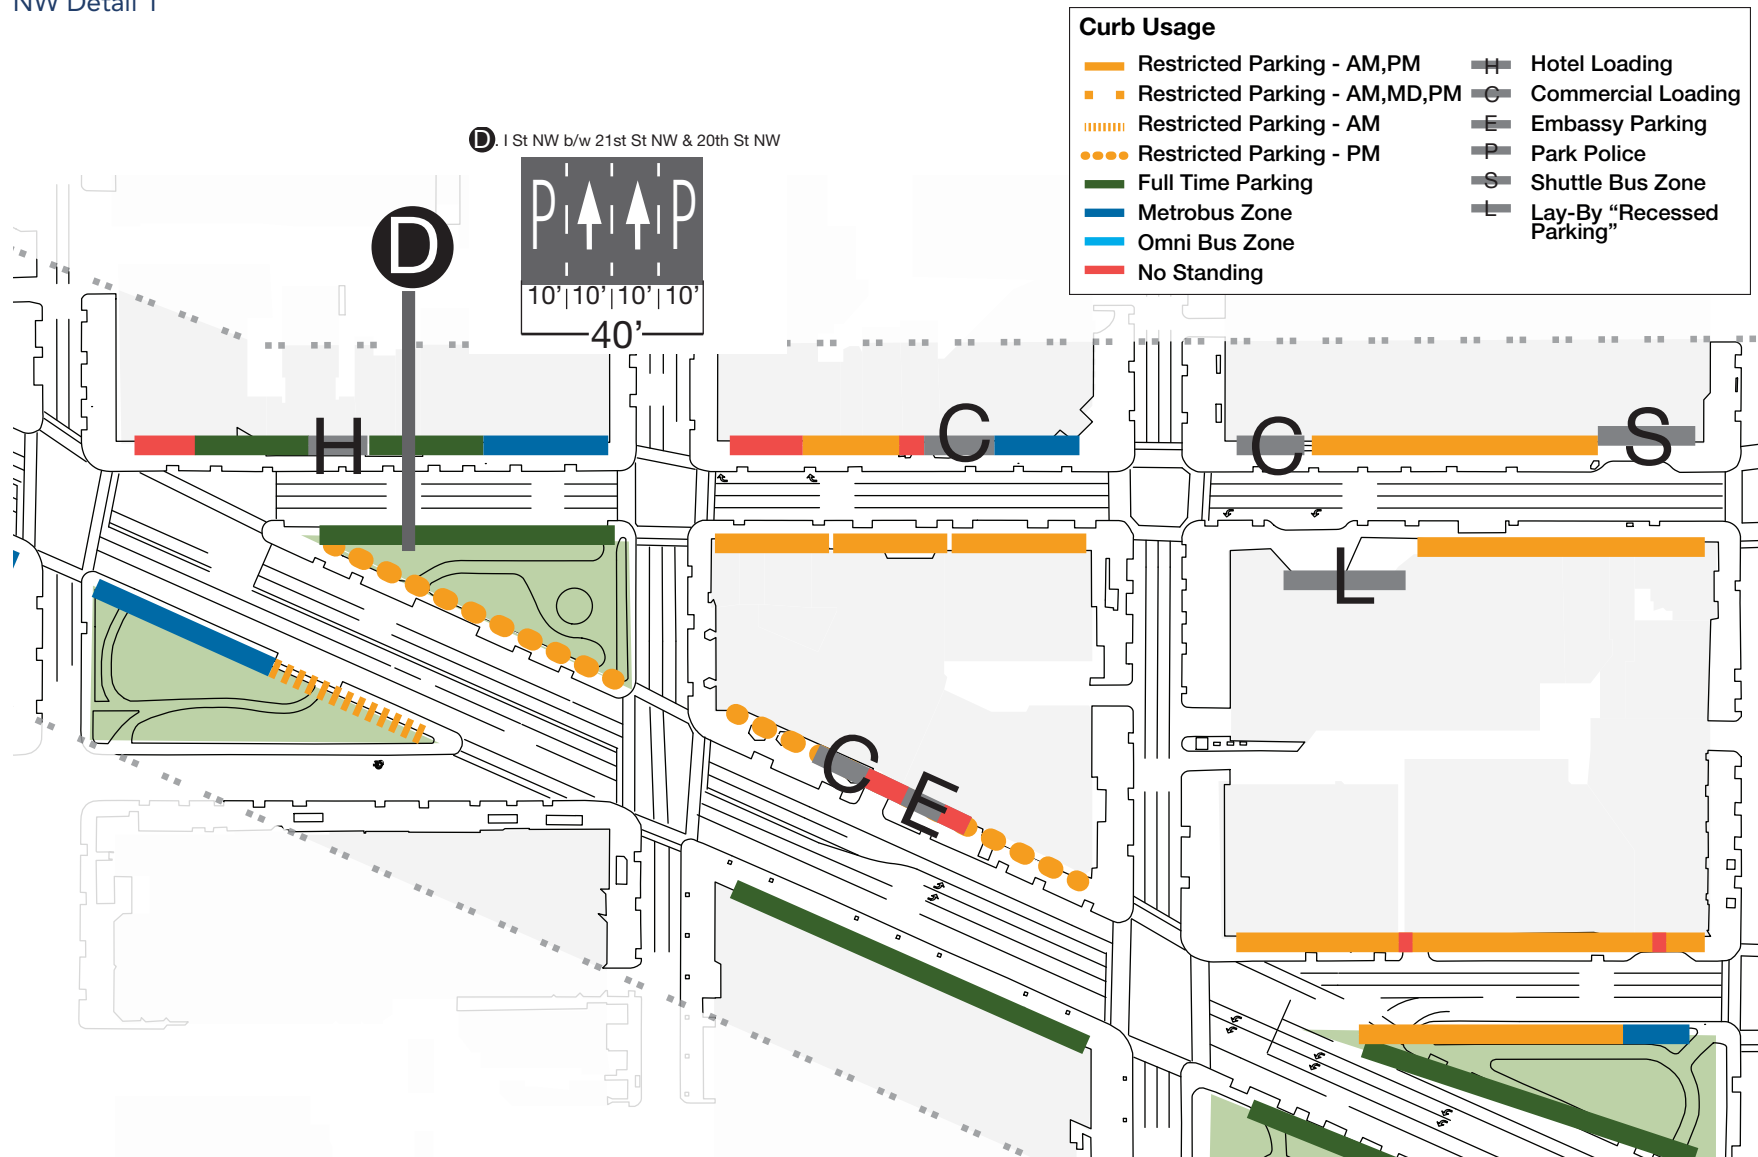 NW Detail 1
Curb Usage
Restricted Parking - AM,PM
Restricted Parking - AM,MD,PM
Restricted Parking - AM
Restricted Parking - PM
Full Time Parking
Metrobus Zone
Omni Bus Zone
No Standing
H Hotel Loading
C Commercial Loading
E Embassy Parking
P Park Police
S Shuttle Bus Zone
L Lay-By “Recessed
Parking”
D. I St NW b/w 21st St NW & 20th St NW
P P
10’ 10’ 10’ 10’
40’
D
H
C
C
S
L
C
E